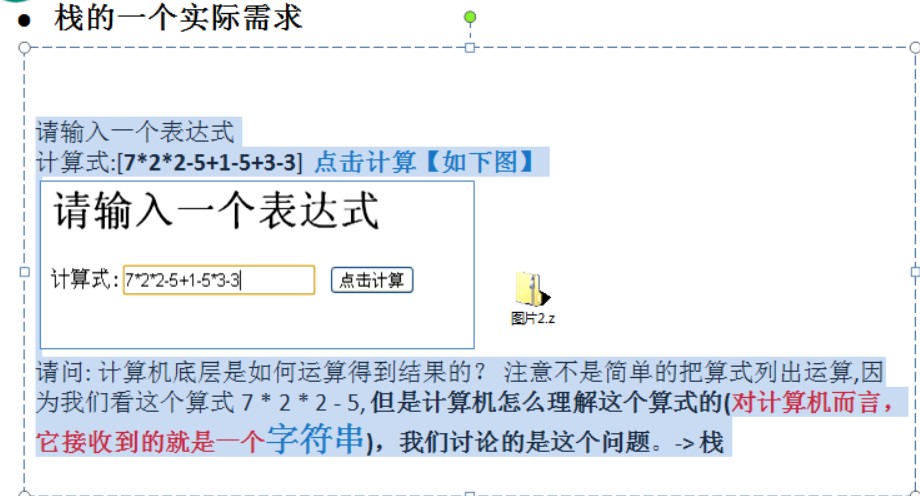 ● 栈的一个实际需求
请输入一个表达式
计算式:[7*2*2-5+1-5+3-3] 点击计算【如下图】
请输入一个表达式
计算式: 7*2*2-5+1-5*3-3 点击计算
图片2.z
请问: 计算机底层是如何运算得到结果的? 注意不是简单的把算式列出运算,因
为我们看这个算式 7 * 2 * 2 - 5, 但是计算机怎么理解这个算式的(对计算机而言，
它接收到的就是一个字符串)，我们讨论的是这个问题。-> 栈